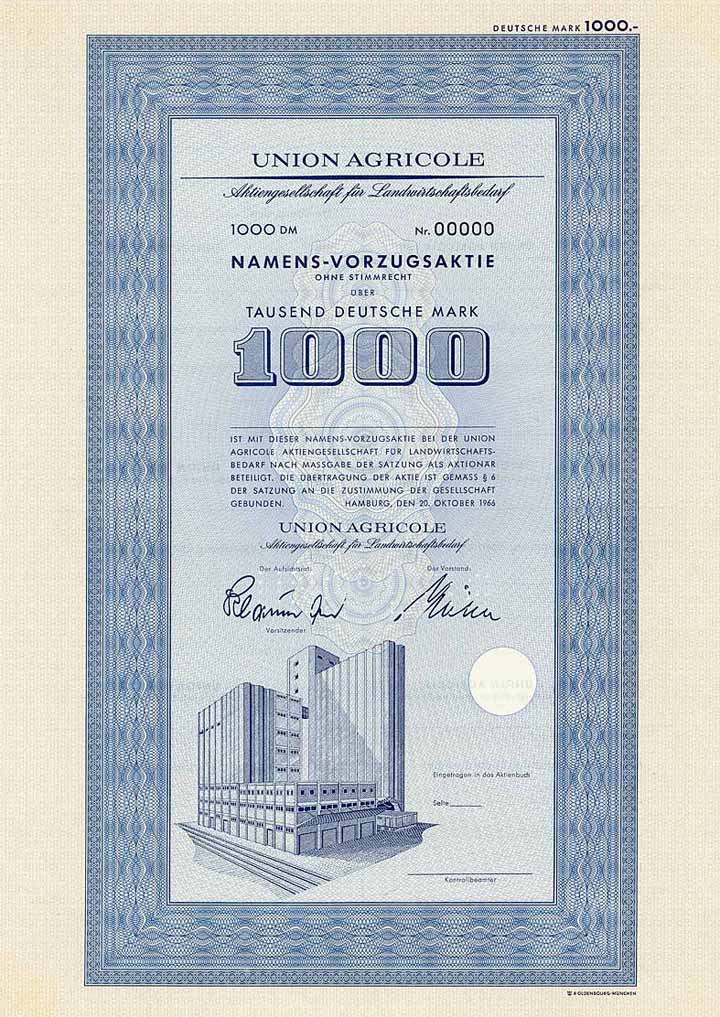 DEUTSCHE MARK 1000.-
UNION AGRICOLE
Aktiengesellschaft für Landwirtschaftsbedarf
1000 DM Nr. 00000
NAMENS-VORZUGSAKTIE
OHNE STIMMRECHT
ÜBER
TAUSEND DEUTSCHE MARK
1000
IST MIT DIESER NAMENS-VORZUGSAKTIE BEI DER UNION
AGRICOLE AKTIENGESELLSCHAFT FÜR LANDWIRTSCHAFTS-
BEDARF NACH MASSGABE DER SATZUNG ALS AKTIONÄR
BETEILIGT. DIE ÜBERTRAGUNG DER AKTIE IST GEMÄSS § 6
DER SATZUNG AN DIE ZUSTIMMUNG DER GESELLSCHAFT
GEBUNDEN. HAMBURG, DEN 20. OKTOBER 1966
UNION AGRICOLE
Aktiengesellschaft für Landwirtschaftsbedarf
Der Aufsichtsrat: Der Vorstand:
Vorsitzender
Eingetragen in das Aktienbuch
Seite
Kontrollbeamter
R. OLDENBOURG-MÜNCHEN